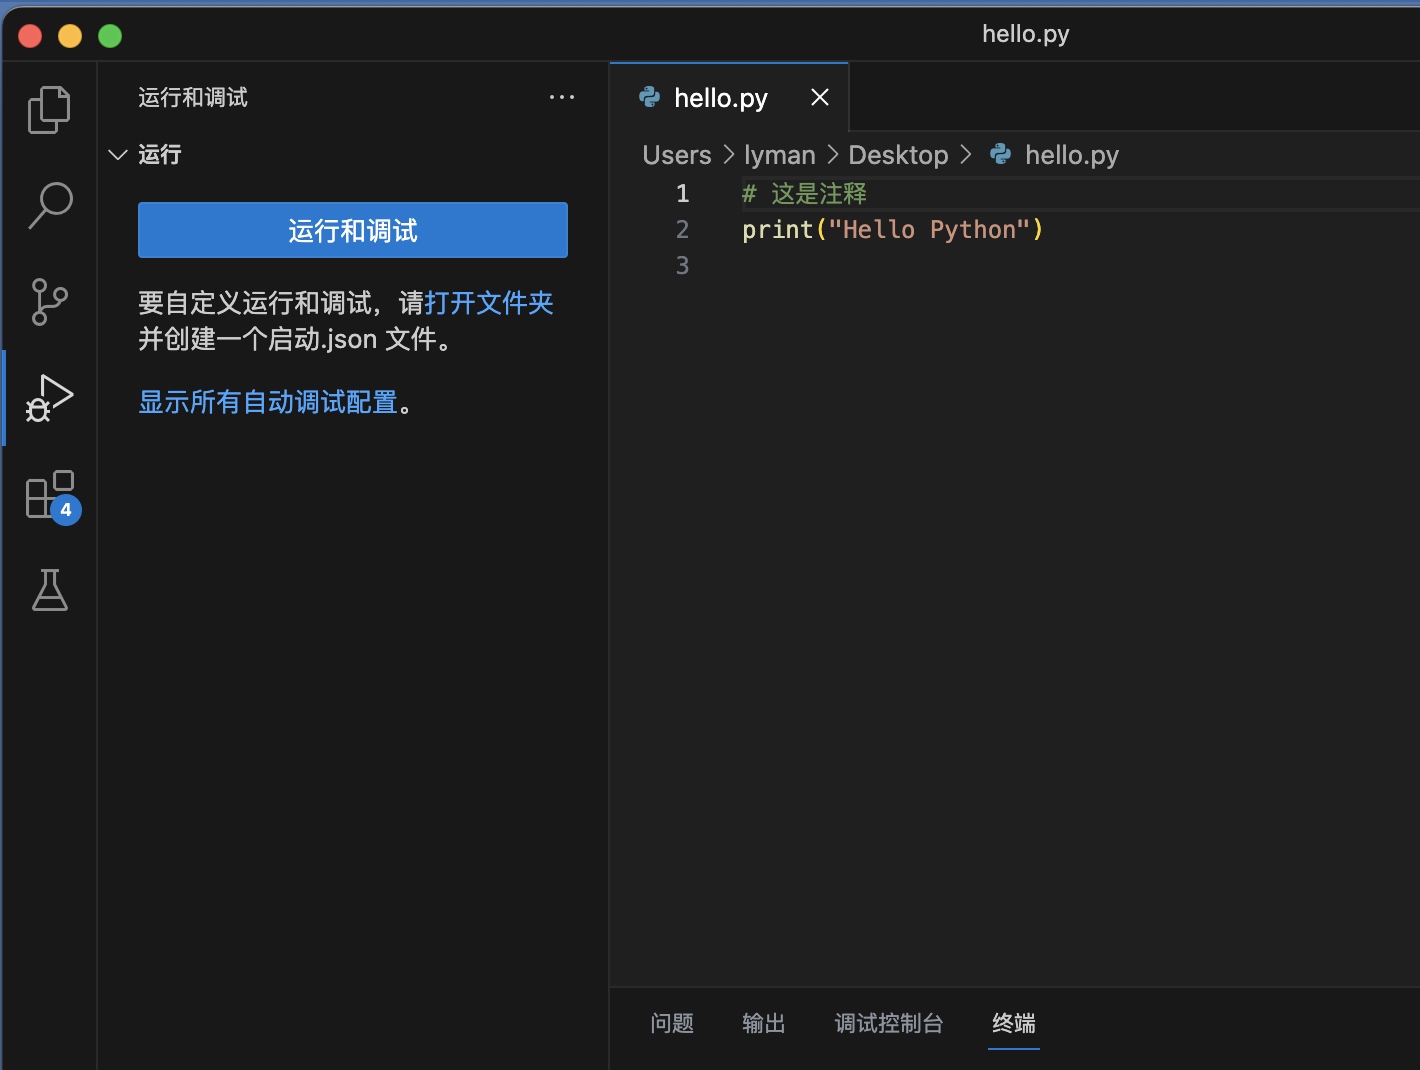 hello.py
运行和调试
运行
运行和调试
要自定义运行和调试，请打开文件夹
并创建一个启动.json 文件。
显示所有自动调试配置。
4
hello.py
Users > lyman > Desktop > hello.py
1 # 这是注释
2 print("Hello Python")
3
问题 输出 调试控制台 终端